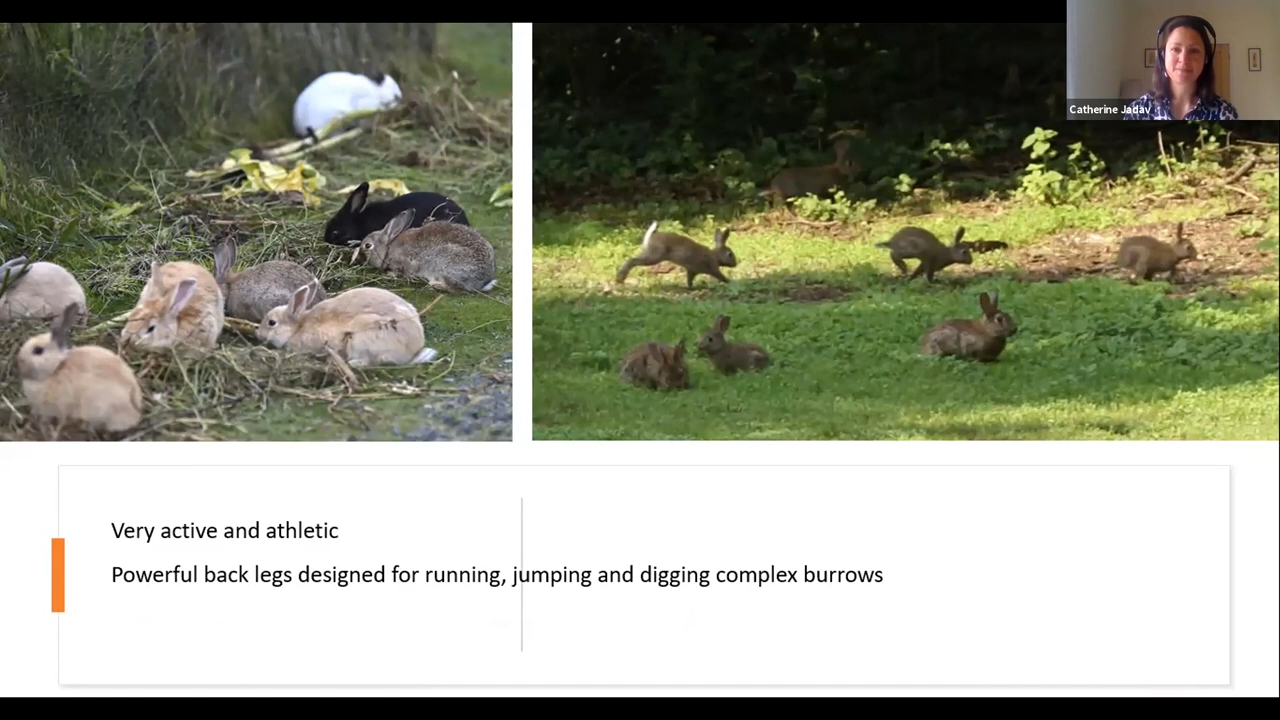 Catherine Jadav
Very active and athletic
Powerful back legs designed for running, jumping and digging complex burrows